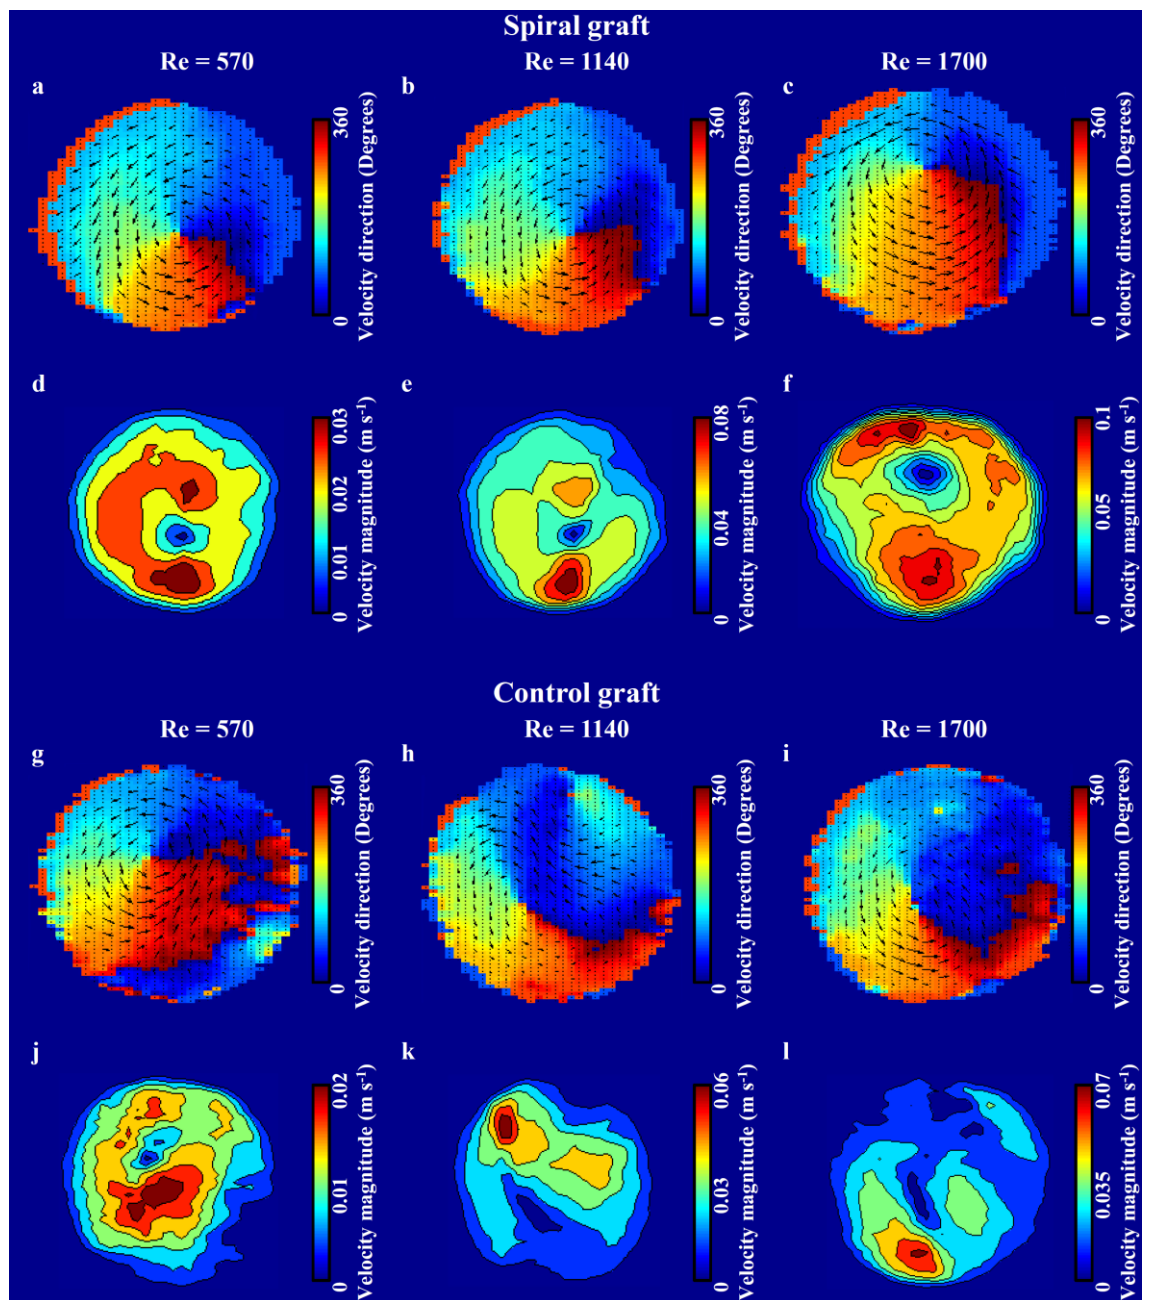 Spiral graft
Re = 570
Re = 1140
Re = 1700
a
b
c
0
360
Velocity direction (Degrees)
0
360
Velocity direction (Degrees)
0
360
Velocity direction (Degrees)
d
e
f
0
0.01
0.02
0.03
Velocity magnitude (m s⁻¹)
0
0.04
0.08
Velocity magnitude (m s⁻¹)
0
0.05
0.1
Velocity magnitude (m s⁻¹)
Control graft
Re = 570
Re = 1140
Re = 1700
g
h
i
0
360
Velocity direction (Degrees)
0
360
Velocity direction (Degrees)
0
360
Velocity direction (Degrees)
j
k
l
0
0.01
0.02
Velocity magnitude (m s⁻¹)
0
0.03
0.06
Velocity magnitude (m s⁻¹)
0
0.035
0.07
Velocity magnitude (m s⁻¹)